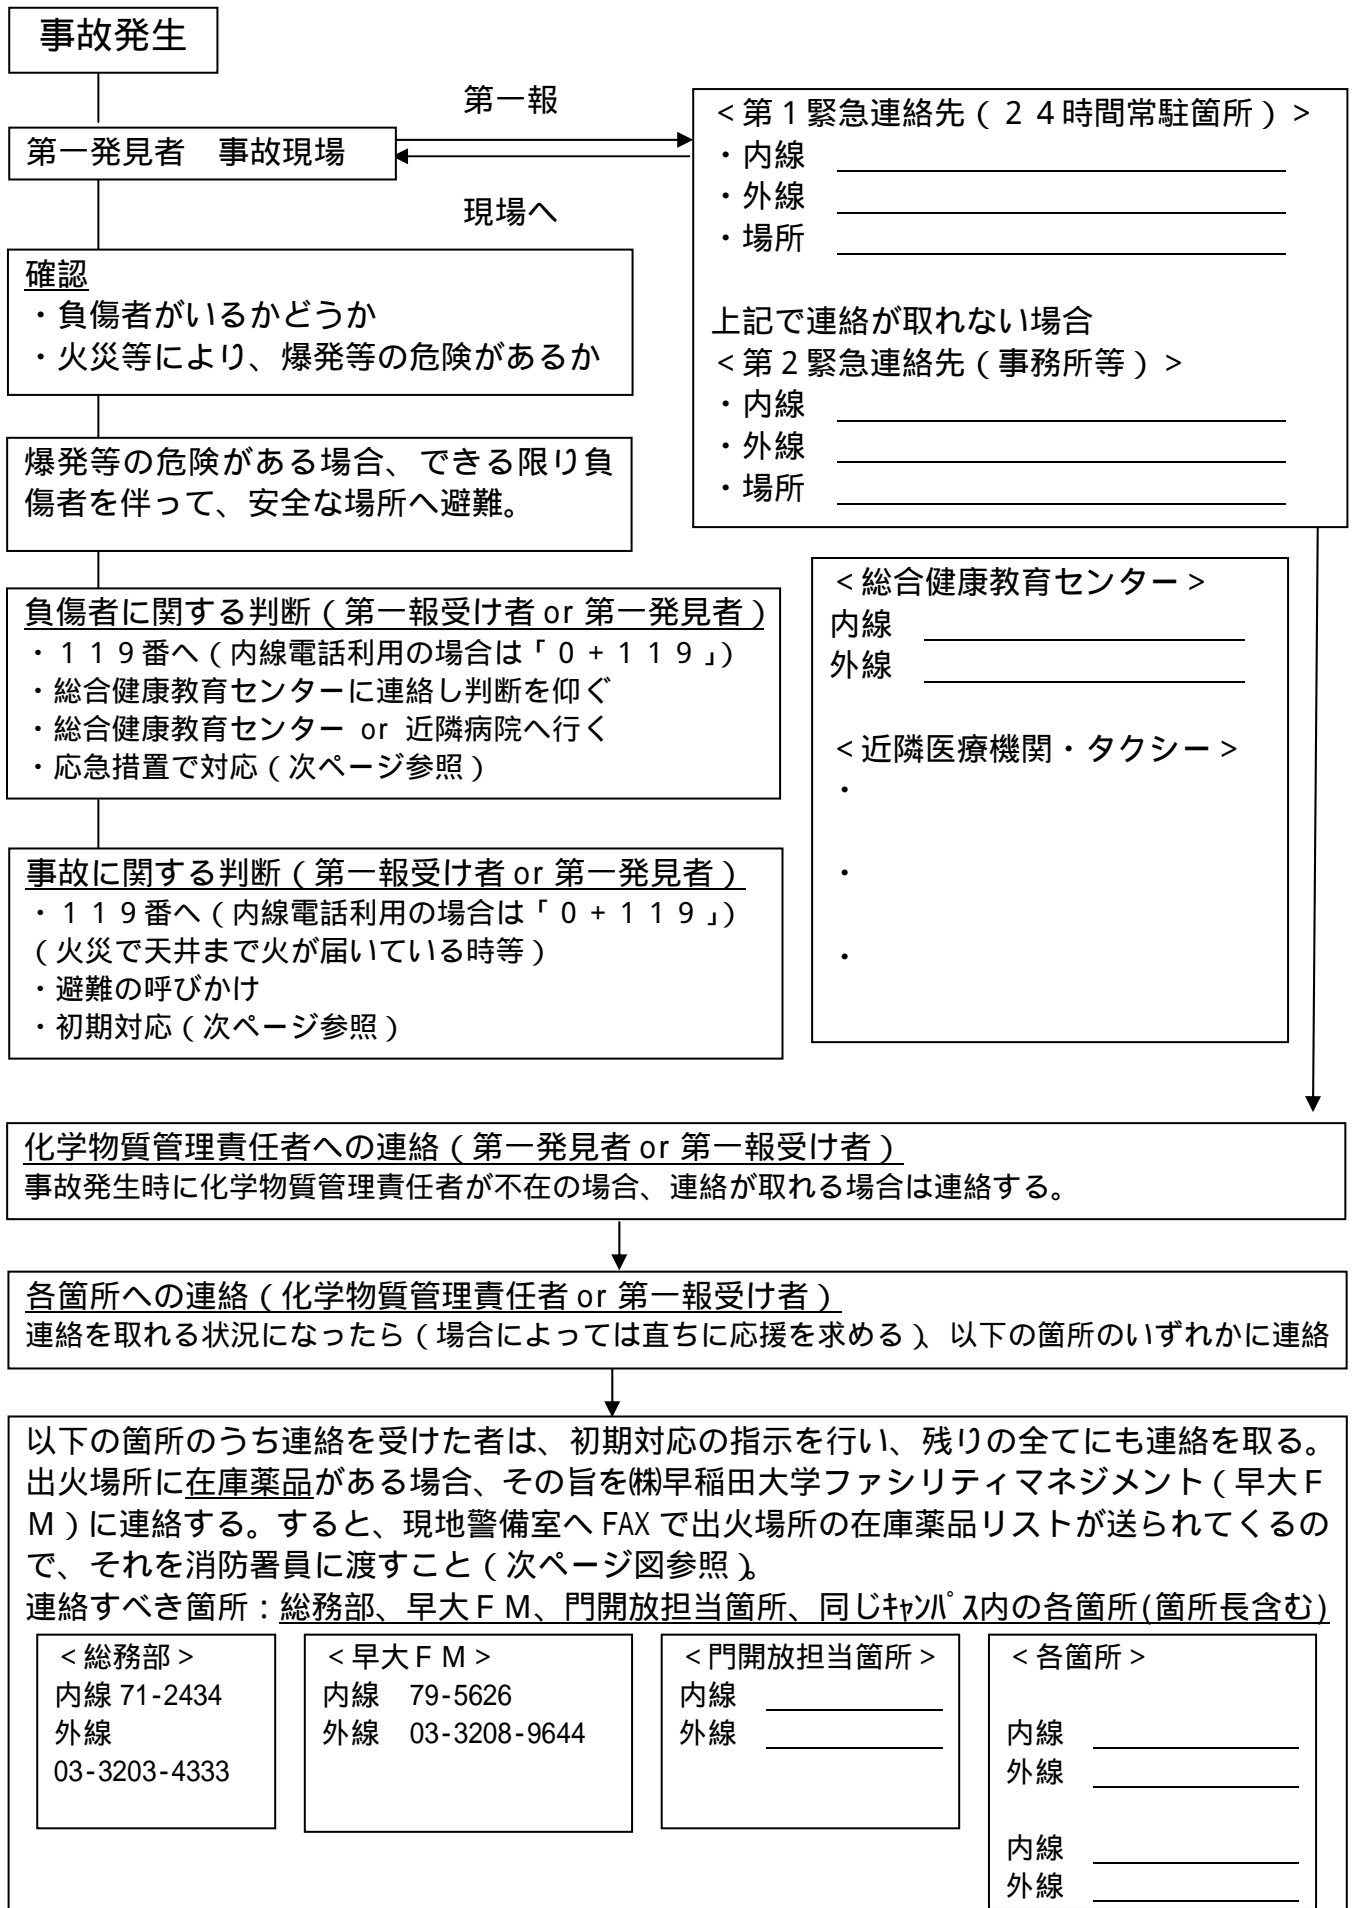 事故発生
第一報
第一発見者　事故現場
現場へ
＜第１緊急連絡先（２４時間常駐箇所）＞
・内線
・外線
・場所
上記で連絡が取れない場合
＜第２緊急連絡先（事務所等）＞
・内線
・外線
・場所
確認
・負傷者がいるかどうか
・火災等により、爆発等の危険があるか
爆発等の危険がある場合、できる限り負
傷者を伴って、安全な場所へ避難。
負傷者に関する判断（第一報受け者 or 第一発見者）
・１１９番へ（内線電話利用の場合は「０＋１１９」）
・総合健康教育センターに連絡し判断を仰ぐ
・総合健康教育センター or 近隣病院へ行く
・応急措置で対応（次ページ参照）
＜総合健康教育センター＞
内線
外線
＜近隣医療機関・タクシー＞
・
・
・
事故に関する判断（第一報受け者 or 第一発見者）
・１１９番へ（内線電話利用の場合は「０＋１１９」）
（火災で天井まで火が届いている時等）
・避難の呼びかけ
・初期対応（次ページ参照）
化学物質管理責任者への連絡（第一発見者 or 第一報受け者）
事故発生時に化学物質管理責任者が不在の場合、連絡が取れる場合は連絡する。
各箇所への連絡（化学物質管理責任者 or 第一報受け者）
連絡を取れる状況になったら（場合によっては直ちに応援を求める）、以下の箇所のいずれかに連絡
以下の箇所のうち連絡を受けた者は、初期対応の指示を行い、残りの全てにも連絡を取る。
出火場所に在庫薬品がある場合、その旨を㈱早稲田大学ファシリティマネジメント（早大Ｆ
Ｍ）に連絡する。すると、現地警備室へ FAX で出火場所の在庫薬品リストが送られてくるの
で、それを消防署員に渡すこと（次ページ図参照）。
連絡すべき箇所：総務部、早大ＦＭ、門開放担当箇所、同じｷｬﾝﾊﾟｽ内の各箇所(箇所長含む)
＜総務部＞
内線 71-2434
外線
03-3203-4333
＜早大ＦＭ＞
内線　79-5626
外線　03-3208-9644
＜門開放担当箇所＞
内線
外線
＜各箇所＞
内線
外線
内線
外線